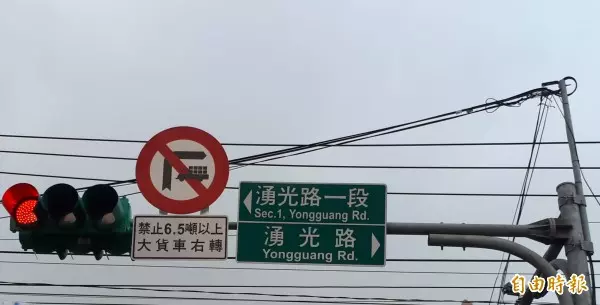 禁止6.5噸以上
大貨車右轉
湧光路一段
Sec.1, Yongguang Rd.
湧光路
Yongguang Rd.
自由時報